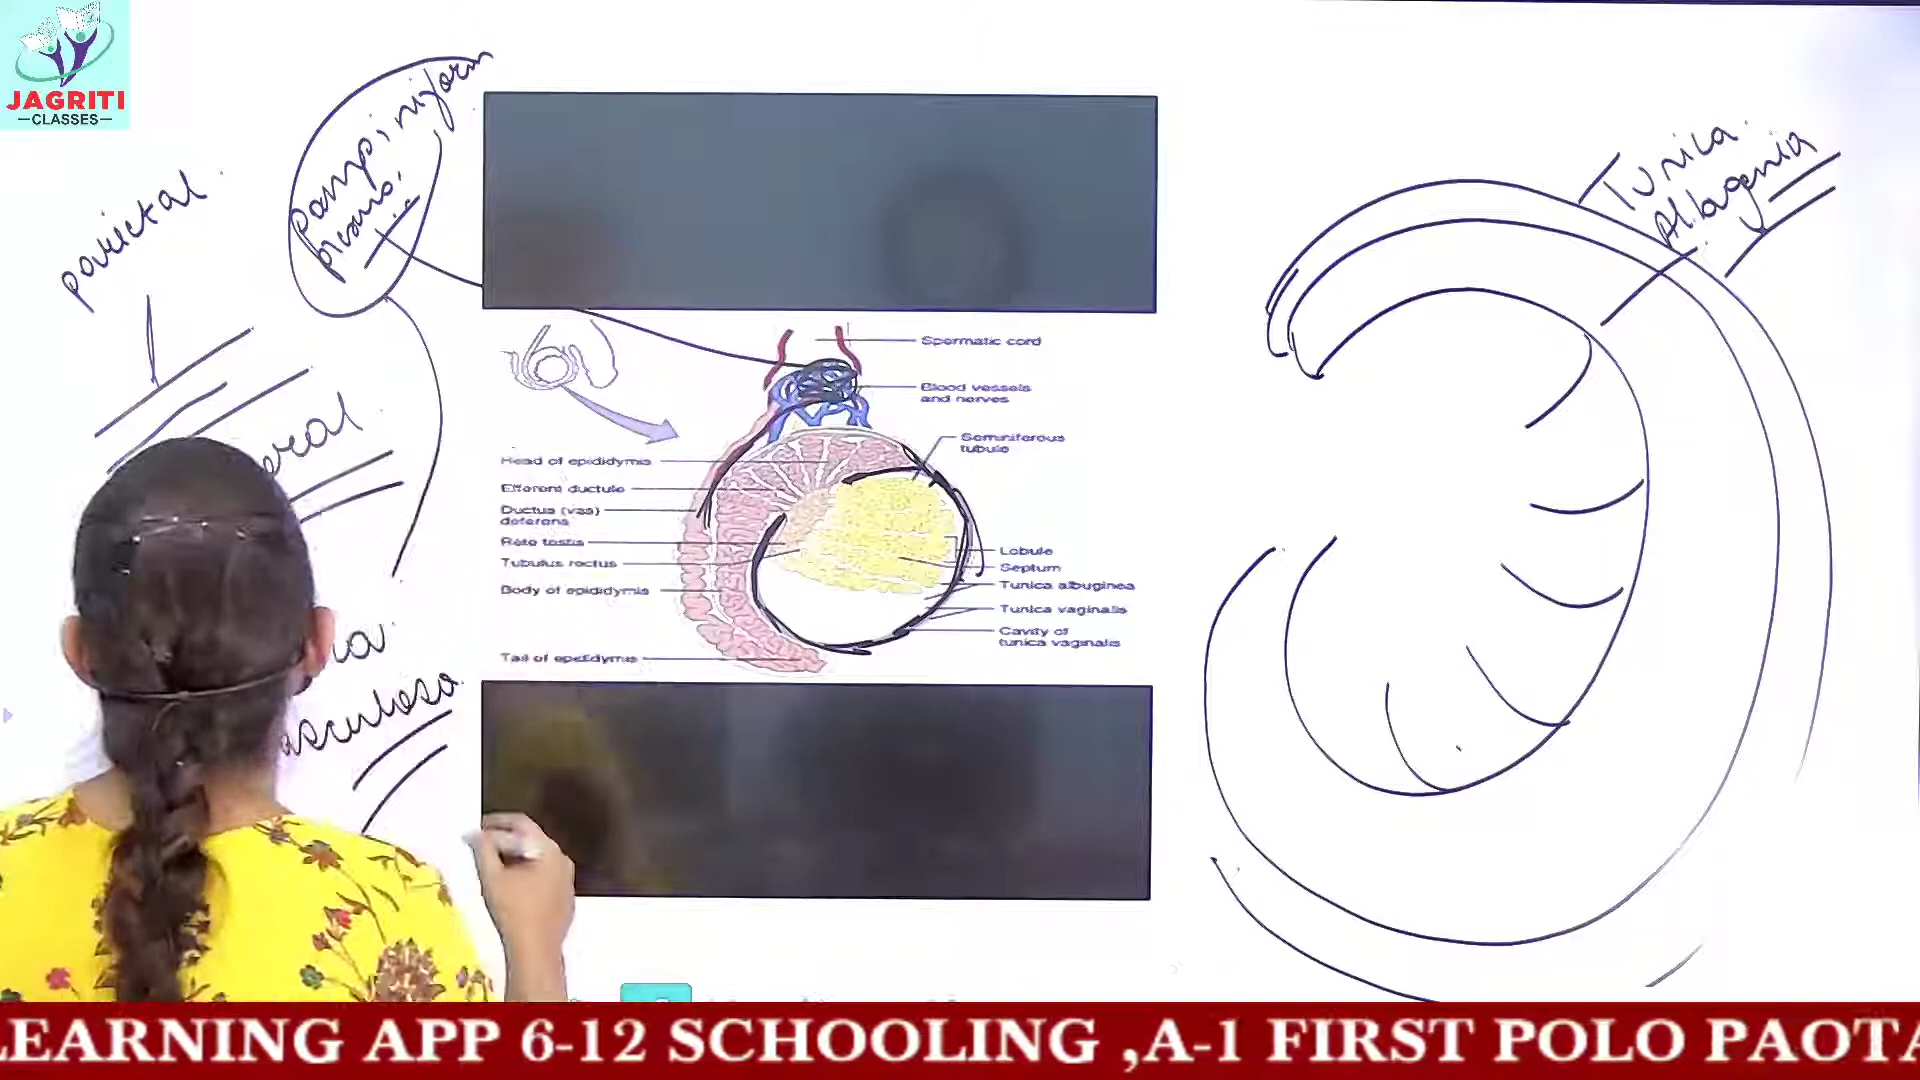 JAGRITI
—CLASSES—
parietal
pampiniform
Tunica
Spermatic cord
Blood vessels
and nerves
Seminiferous
tubule
Head of epididymis
Efferent ductule
Ductus (vas)
deferens
Rete testis
Tubulus rectus
Body of epididymis
Tail of epididymis
Lobule
Septum
Tunica albuginea
Tunica vaginalis
Cavity of
tunica vaginalis
LEARNING APP 6-12 SCHOOLING ,A-1 FIRST POLO PAOTA